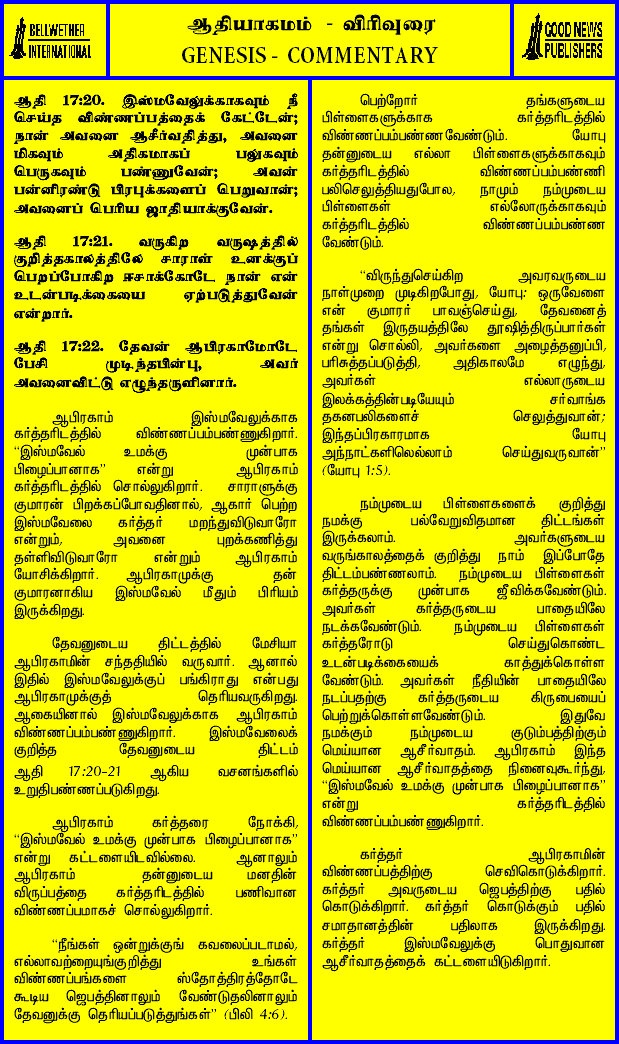 BELLWETHER
INTERNATIONAL
ஆதியாகமம் - விரிவுரை
GENESIS - COMMENTARY
GOOD NEWS
PUBLISHERS
ஆதி 17:20. இஸ்மவேலுக்காகவும் நீ
செய்த விண்ணப்பத்தைக் கேட்டேன்;
நான் அவனை ஆசீர்வதித்து, அவனை
மிகவும் அதிகமாகப் பலுகவும்
பெருகவும் பண்ணுவேன்; அவன்
பன்னிரண்டு பிரபுக்களைப் பெறுவான்;
அவனைப் பெரிய ஜாதியாக்குவேன்.
ஆதி 17:21. வருகிற வருஷத்தில்
குறித்தகாலத்திலே சாராள் உனக்குப்
பெறப்போகிற ஈசாக்கோடே நான் என்
உடன்படிக்கையை ஏற்படுத்துவேன்
என்றார்.
ஆதி 17:22. தேவன் ஆபிரகாமோடே
பேசி முடிந்தபின்பு, அவர்
அவனைவிட்டு எழுந்தருளினார்.
ஆபிரகாம் இஸ்மவேலுக்காக
கர்த்தரிடத்தில் விண்ணப்பம்பண்ணுகிறார்.
“இஸ்மவேல் உமக்கு முன்பாக
பிழைப்பானாக” என்று ஆபிரகாம்
கர்த்தரிடத்தில் சொல்லுகிறார். சாராளுக்கு
குமாரன் பிறக்கப்போவதினால், ஆகார் பெற்ற
இஸ்மவேலை கர்த்தர் மறந்துவிடுவாரோ
என்றும், அவனை புறக்கணித்து
தள்ளிவிடுவாரோ என்றும் ஆபிரகாம்
யோசிக்கிறார். ஆபிரகாமுக்கு தன்
குமாரனாகிய இஸ்மவேல் மீதும் பிரியம்
இருக்கிறது.
தேவனுடைய திட்டத்தில் மேசியா
ஆபிரகாமின் சந்ததியில் வருவார். ஆனால்
இதில் இஸ்மவேலுக்குப் பங்கிராது என்பது
ஆபிரகாமுக்குத் தெரியவருகிறது.
ஆகையினால் இஸ்மவேலுக்காக ஆபிரகாம்
விண்ணப்பம்பண்ணுகிறார். இஸ்மவேலைக்
குறித்த தேவனுடைய திட்டம்
ஆதி 17:20-21 ஆகிய வசனங்களில்
உறுதிபண்ணப்படுகிறது.
ஆபிரகாம் கர்த்தரை நோக்கி,
“இஸ்மவேல் உமக்கு முன்பாக பிழைப்பானாக”
என்று கட்டளையிடவில்லை. ஆனாலும்
ஆபிரகாம் தன்னுடைய மனதின்
விருப்பத்தை கர்த்தரிடத்தில் பணிவான
விண்ணப்பமாகச் சொல்லுகிறார்.
“நீங்கள் ஒன்றுக்குங் கவலைப்படாமல்,
எல்லாவற்றையுங்குறித்து உங்கள்
விண்ணப்பங்களை ஸ்தோத்திரத்தோடே
கூடிய ஜெபத்தினாலும் வேண்டுதலினாலும்
தேவனுக்கு தெரியப்படுத்துங்கள்” (பிலி 4:6).
பெற்றோர் தங்களுடைய
பிள்ளைகளுக்காக கர்த்தரிடத்தில்
விண்ணப்பம்பண்ணவேண்டும். யோபு
தன்னுடைய எல்லா பிள்ளைகளுக்காகவும்
கர்த்தரிடத்தில் விண்ணப்பம்பண்ணி
பலிசெலுத்தியதுபோல, நாமும் நம்முடைய
பிள்ளைகள் எல்லோருக்காகவும்
கர்த்தரிடத்தில் விண்ணப்பம்பண்ண
வேண்டும்.
“விருந்துசெய்கிற அவரவருடைய
நாள்முறை முடிகிறபோது, யோபு: ஒருவேளை
என் குமாரர் பாவஞ்செய்து, தேவனைத்
தங்கள் இருதயத்திலே தூஷித்திருப்பார்கள்
என்று சொல்லி, அவர்களை அழைத்தனுப்பி,
பரிசுத்தப்படுத்தி, அதிகாலமே எழுந்து,
அவர்கள் எல்லாருடைய
இலக்கத்தின்படியேயும் சர்வாங்க
தகனபலிகளைச் செலுத்துவான்;
இந்தப்பிரகாரமாக யோபு
அந்நாட்களிலெல்லாம் செய்துவருவான்”
(யோபு 1:5).
நம்முடைய பிள்ளைகளைக் குறித்து
நமக்கு பல்வேறுவிதமான திட்டங்கள்
இருக்கலாம். அவர்களுடைய
வருங்காலத்தைக் குறித்து நாம் இப்போதே
திட்டம்பண்ணலாம். நம்முடைய பிள்ளைகள்
கர்த்தருக்கு முன்பாக ஜீவிக்கவேண்டும்.
அவர்கள் கர்த்தருடைய பாதையிலே
நடக்கவேண்டும். நம்முடைய பிள்ளைகள்
கர்த்தரோடு செய்துகொண்ட
உடன்படிக்கையைக் காத்துக்கொள்ள
வேண்டும். அவர்கள் நீதியின் பாதையிலே
நடப்பதற்கு கர்த்தருடைய கிருபையைப்
பெற்றுக்கொள்ளவேண்டும். இதுவே
நமக்கும் நம்முடைய குடும்பத்திற்கும்
மெய்யான ஆசீர்வாதம். ஆபிரகாம் இந்த
மெய்யான ஆசீர்வாதத்தை நினைவுகூர்ந்து,
“இஸ்மவேல் உமக்கு முன்பாக பிழைப்பானாக”
என்று கர்த்தரிடத்தில்
விண்ணப்பம்பண்ணுகிறார்.
கர்த்தர் ஆபிரகாமின்
விண்ணப்பத்திற்கு செவிகொடுக்கிறார்.
கர்த்தர் அவருடைய ஜெபத்திற்கு பதில்
கொடுக்கிறார். கர்த்தர் கொடுக்கும் பதில்
சமாதானத்தின் பதிலாக இருக்கிறது.
கர்த்தர் இஸ்மவேலுக்கு பொதுவான
ஆசீர்வாதத்தைக் கட்டளையிடுகிறார்.